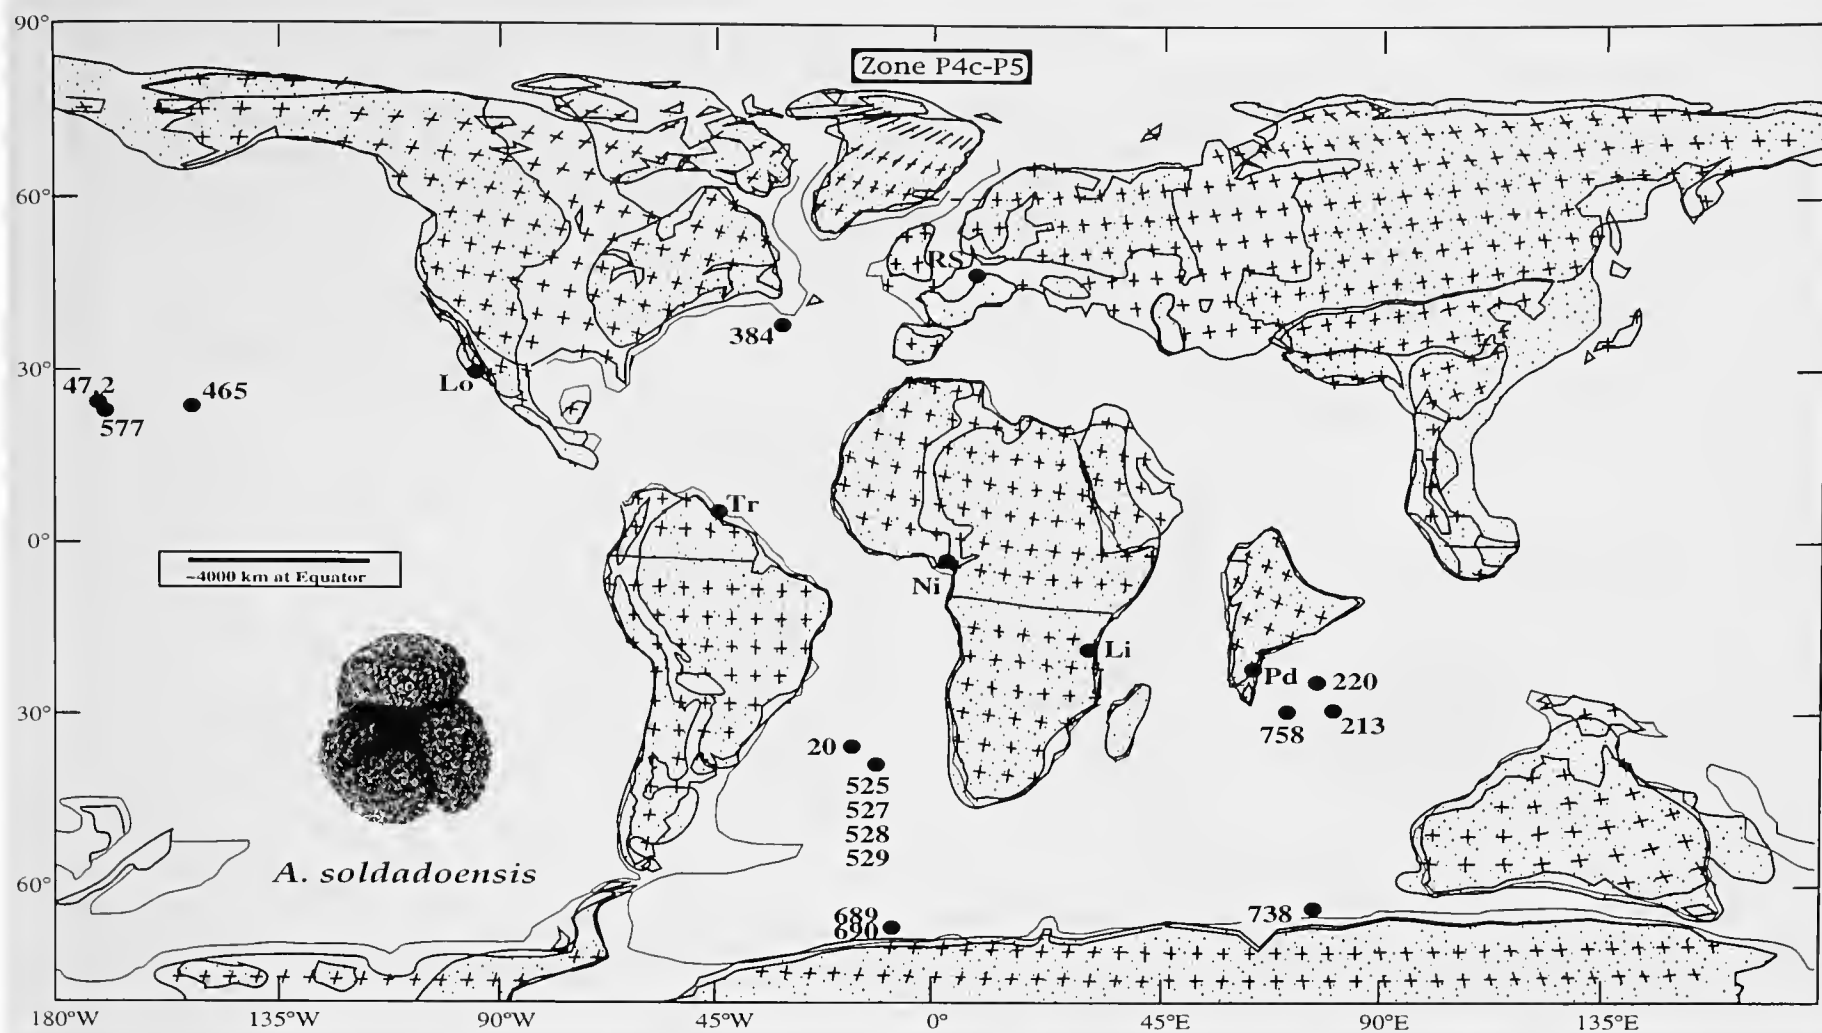 90°
Zone P4c-P5
60°
RS
384
30°
Lo
47.2
465
577
Tr
0°
~4000 km at Equator
Ni
Li
Pd
220
30°
758
213
20
525
527
528
529
A. soldadoensis
60°
689
690
738
180°W
135°W
90°W
45°W
0°
45°E
90°E
135°E